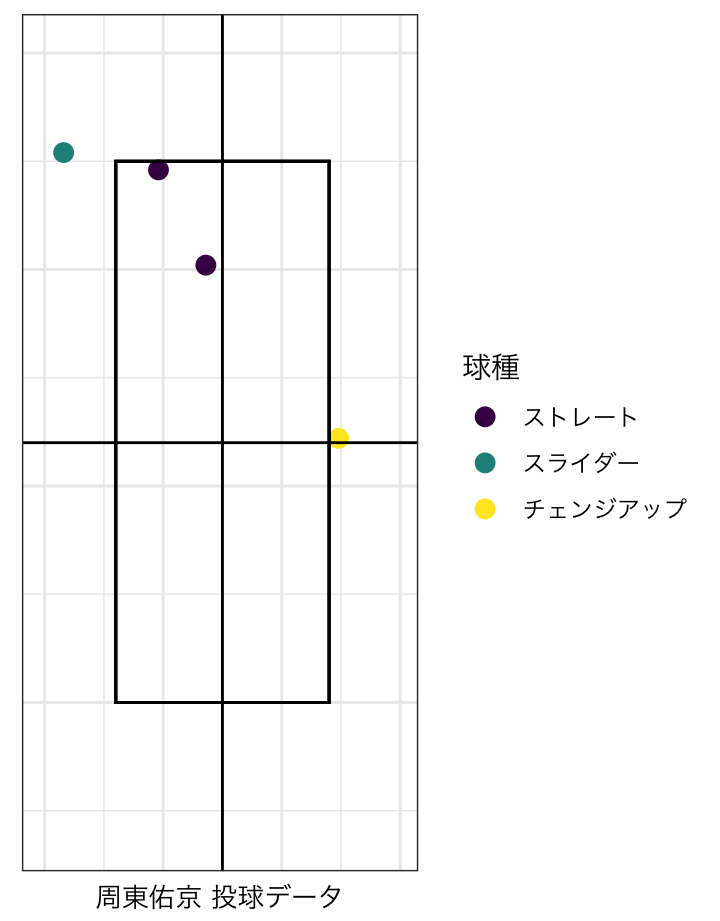 球種
ストレート
スライダー
チェンジアップ
周東佑京 投球データ